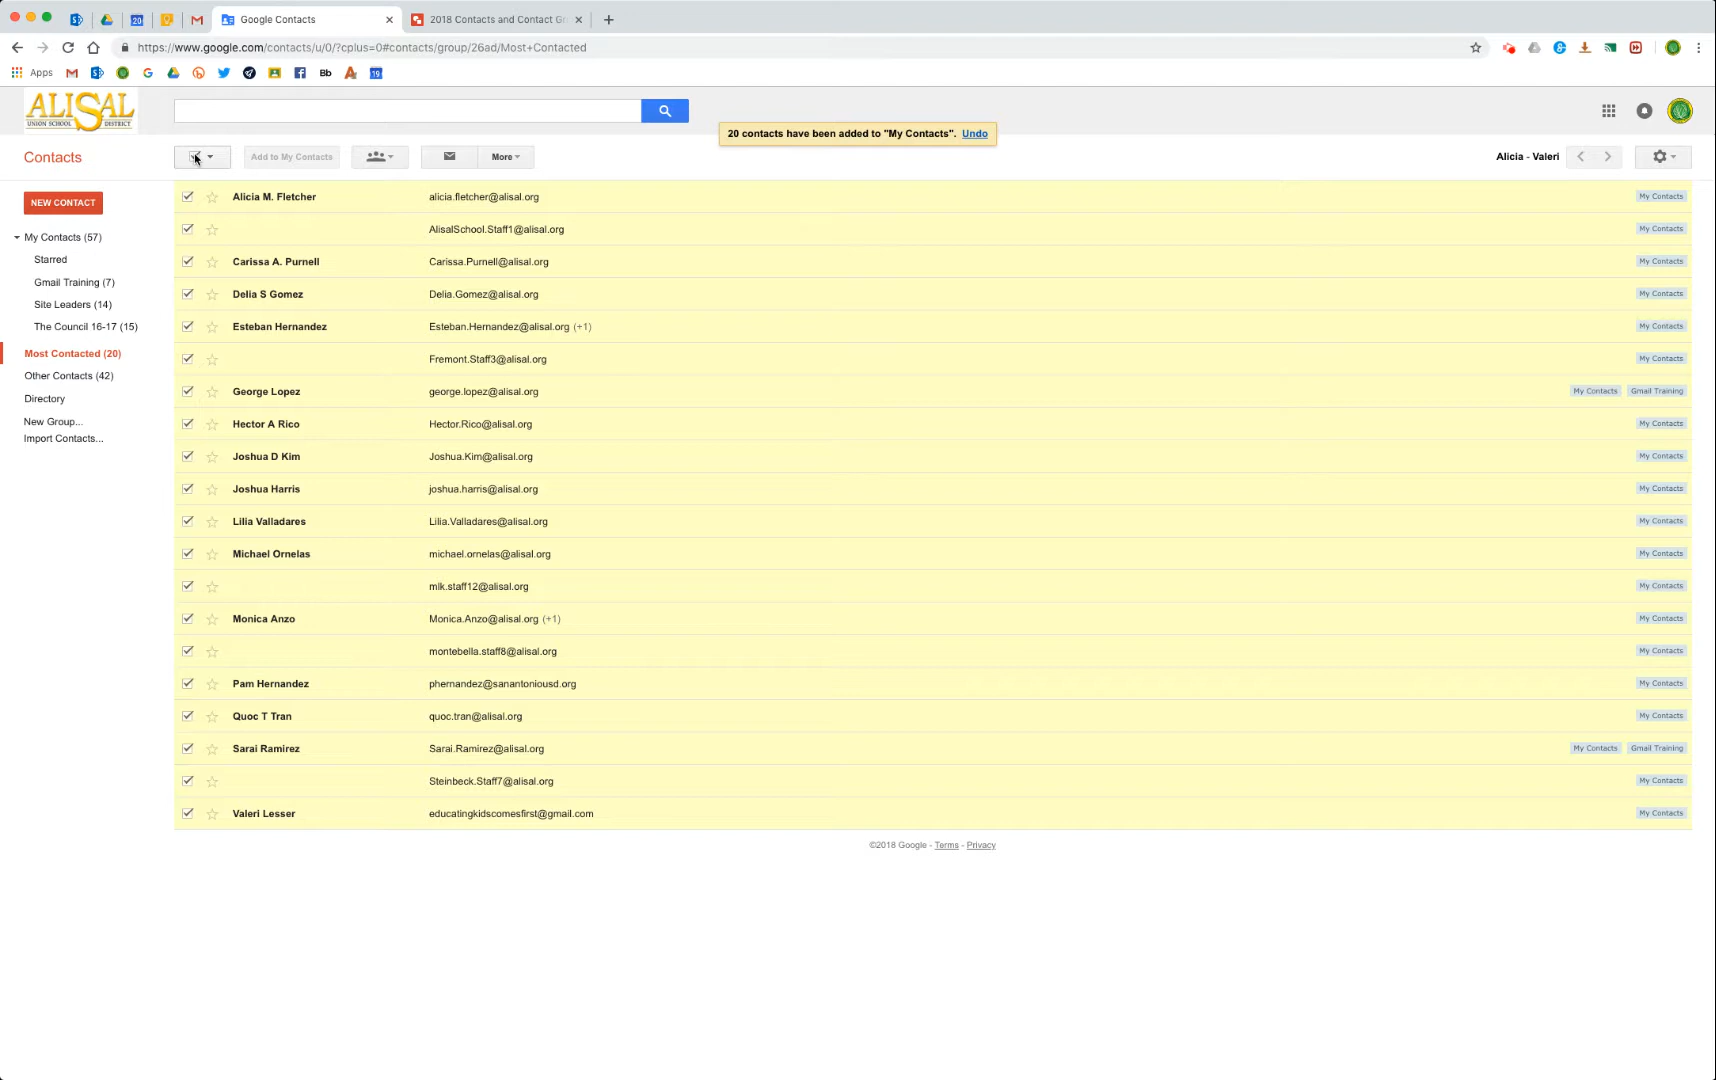 Google Contacts
2018 Contacts and Contact Gr
https://www.google.com/contacts/u/0/?cplus=0#contacts/group/26ad/Most+Contacted
Apps
Bb
19
20
ALISAL
UNION SCHOOL DISTRICT
20 contacts have been added to "My Contacts". Undo
Contacts
Add to My Contacts
More
Alicia - Valeri
NEW CONTACT
My Contacts (57)
Starred
Gmail Training (7)
Site Leaders (14)
The Council 16-17 (15)
Most Contacted (20)
Other Contacts (42)
Directory
New Group...
Import Contacts...
Alicia M. Fletcher alicia.fletcher@alisal.org My Contacts
AlisalSchool.Staff1@alisal.org My Contacts
Carissa A. Purnell Carissa.Purnell@alisal.org My Contacts
Delia S Gomez Delia.Gomez@alisal.org My Contacts
Esteban Hernandez Esteban.Hernandez@alisal.org (+1) My Contacts
Fremont.Staff3@alisal.org My Contacts
George Lopez george.lopez@alisal.org My Contacts Gmail Training
Hector A Rico Hector.Rico@alisal.org My Contacts
Joshua D Kim Joshua.Kim@alisal.org My Contacts
Joshua Harris joshua.harris@alisal.org My Contacts
Lilia Valladares Lilia.Valladares@alisal.org My Contacts
Michael Ornelas michael.ornelas@alisal.org My Contacts
mlk.staff12@alisal.org My Contacts
Monica Anzo Monica.Anzo@alisal.org (+1) My Contacts
montebella.staff8@alisal.org My Contacts
Pam Hernandez phernandez@sanantoniousd.org My Contacts
Quoc T Tran quoc.tran@alisal.org My Contacts
Sarai Ramirez Sarai.Ramirez@alisal.org My Contacts Gmail Training
Steinbeck.Staff7@alisal.org My Contacts
Valeri Lesser educatingkidscomesfirst@gmail.com My Contacts
©2018 Google - Terms - Privacy